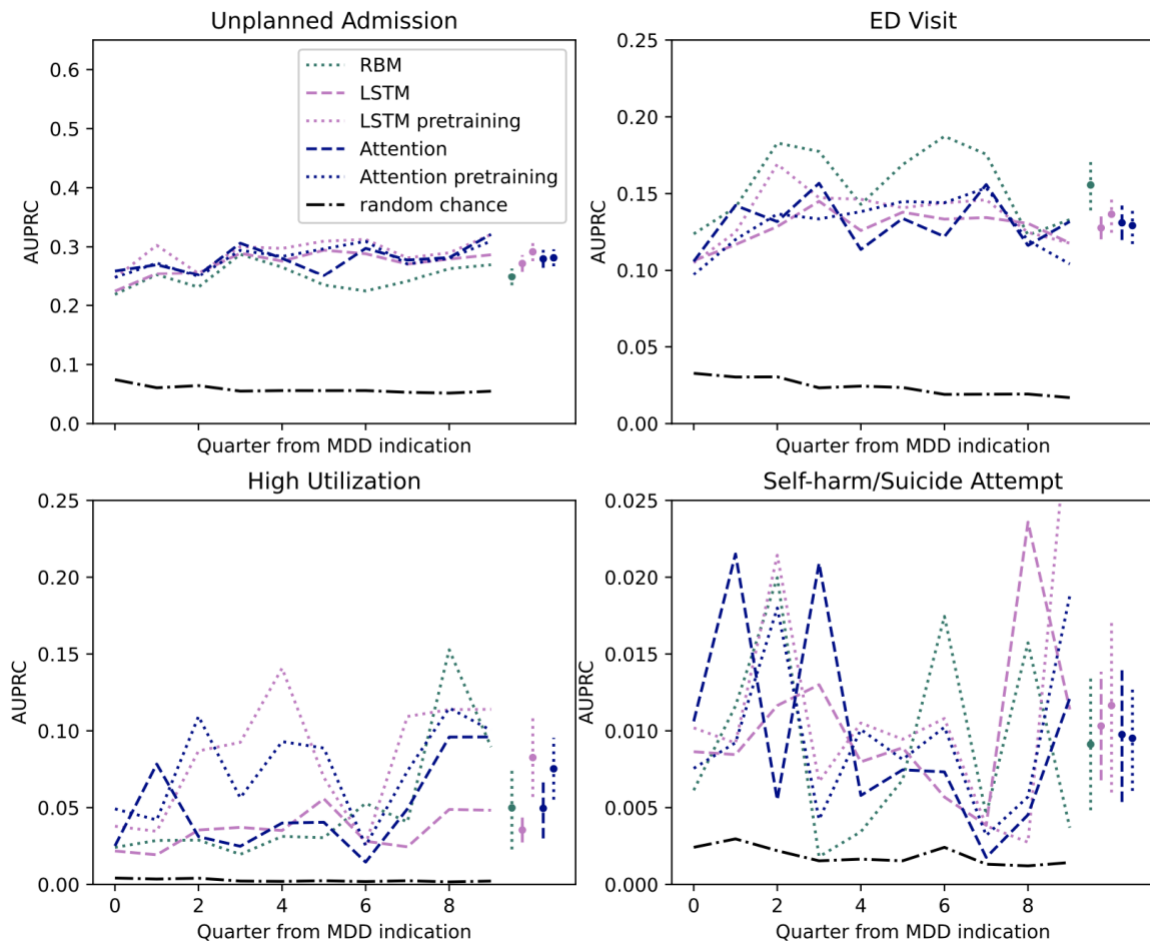 Unplanned Admission
AUPRC
0.6
0.5
0.4
0.3
0.2
0.1
0.0
RBM
LSTM
LSTM pretraining
Attention
Attention pretraining
random chance
Quarter from MDD indication
ED Visit
AUPRC
0.25
0.20
0.15
0.10
0.05
0.00
Quarter from MDD indication
High Utilization
AUPRC
0.25
0.20
0.15
0.10
0.05
0.00
0 2 4 6 8
Quarter from MDD indication
Self-harm/Suicide Attempt
AUPRC
0.025
0.020
0.015
0.010
0.005
0.000
0 2 4 6 8
Quarter from MDD indication